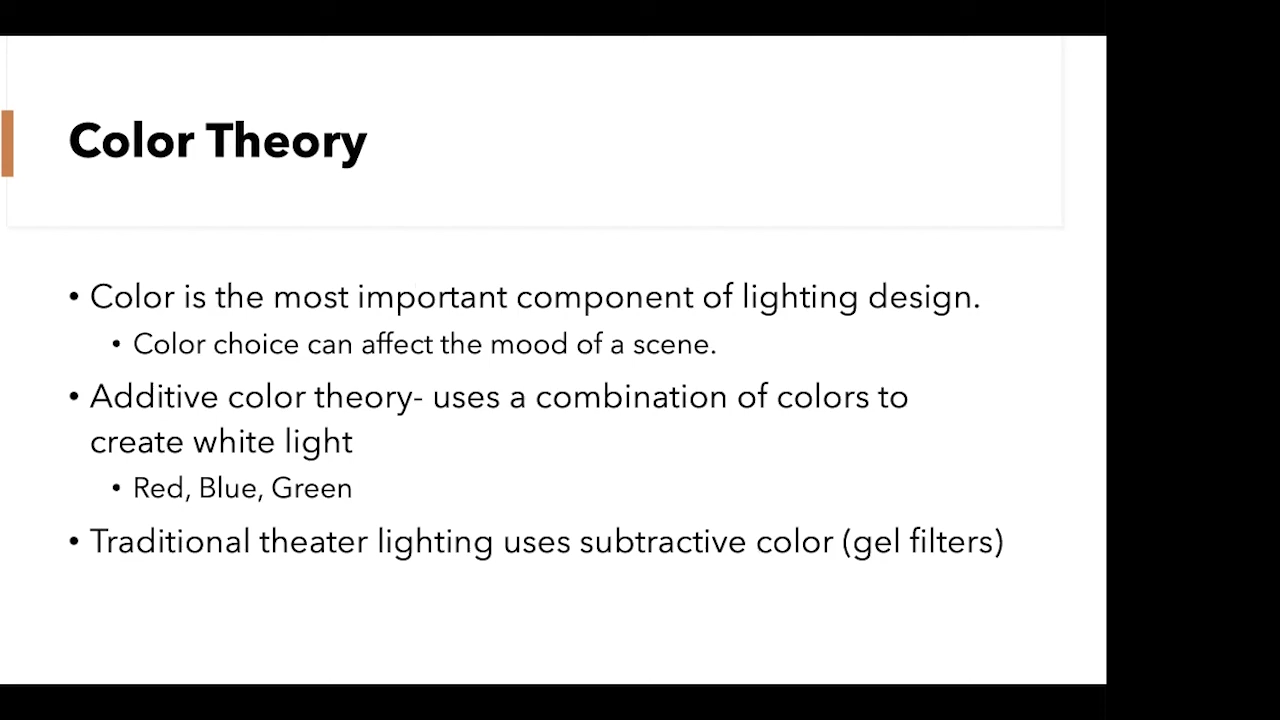 Color Theory
• Color is the most important component of lighting design.
• Color choice can affect the mood of a scene.
• Additive color theory- uses a combination of colors to
create white light
• Red, Blue, Green
• Traditional theater lighting uses subtractive color (gel filters)